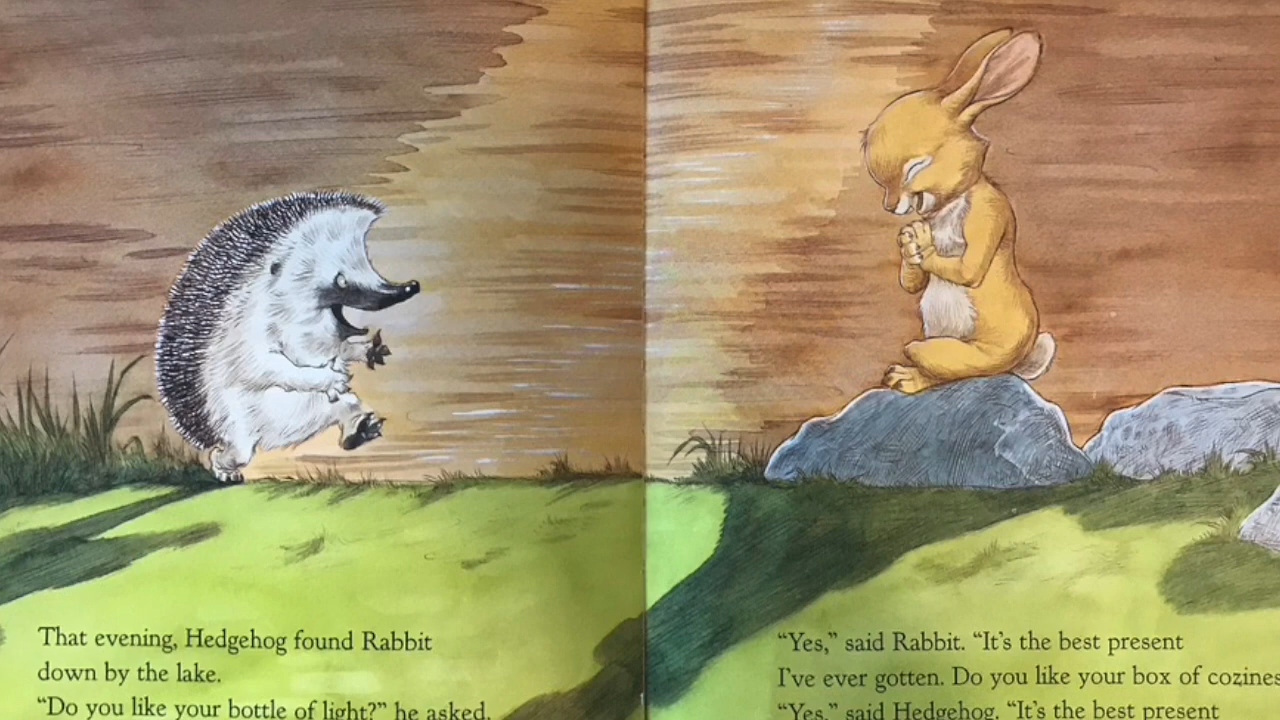 That evening, Hedgehog found Rabbit
down by the lake.
“Do you like your bottle of light?” he asked.
“Yes,” said Rabbit. “It’s the best present
I’ve ever gotten. Do you like your box of
“Yes,” said Hedgehog. “It’s the best present